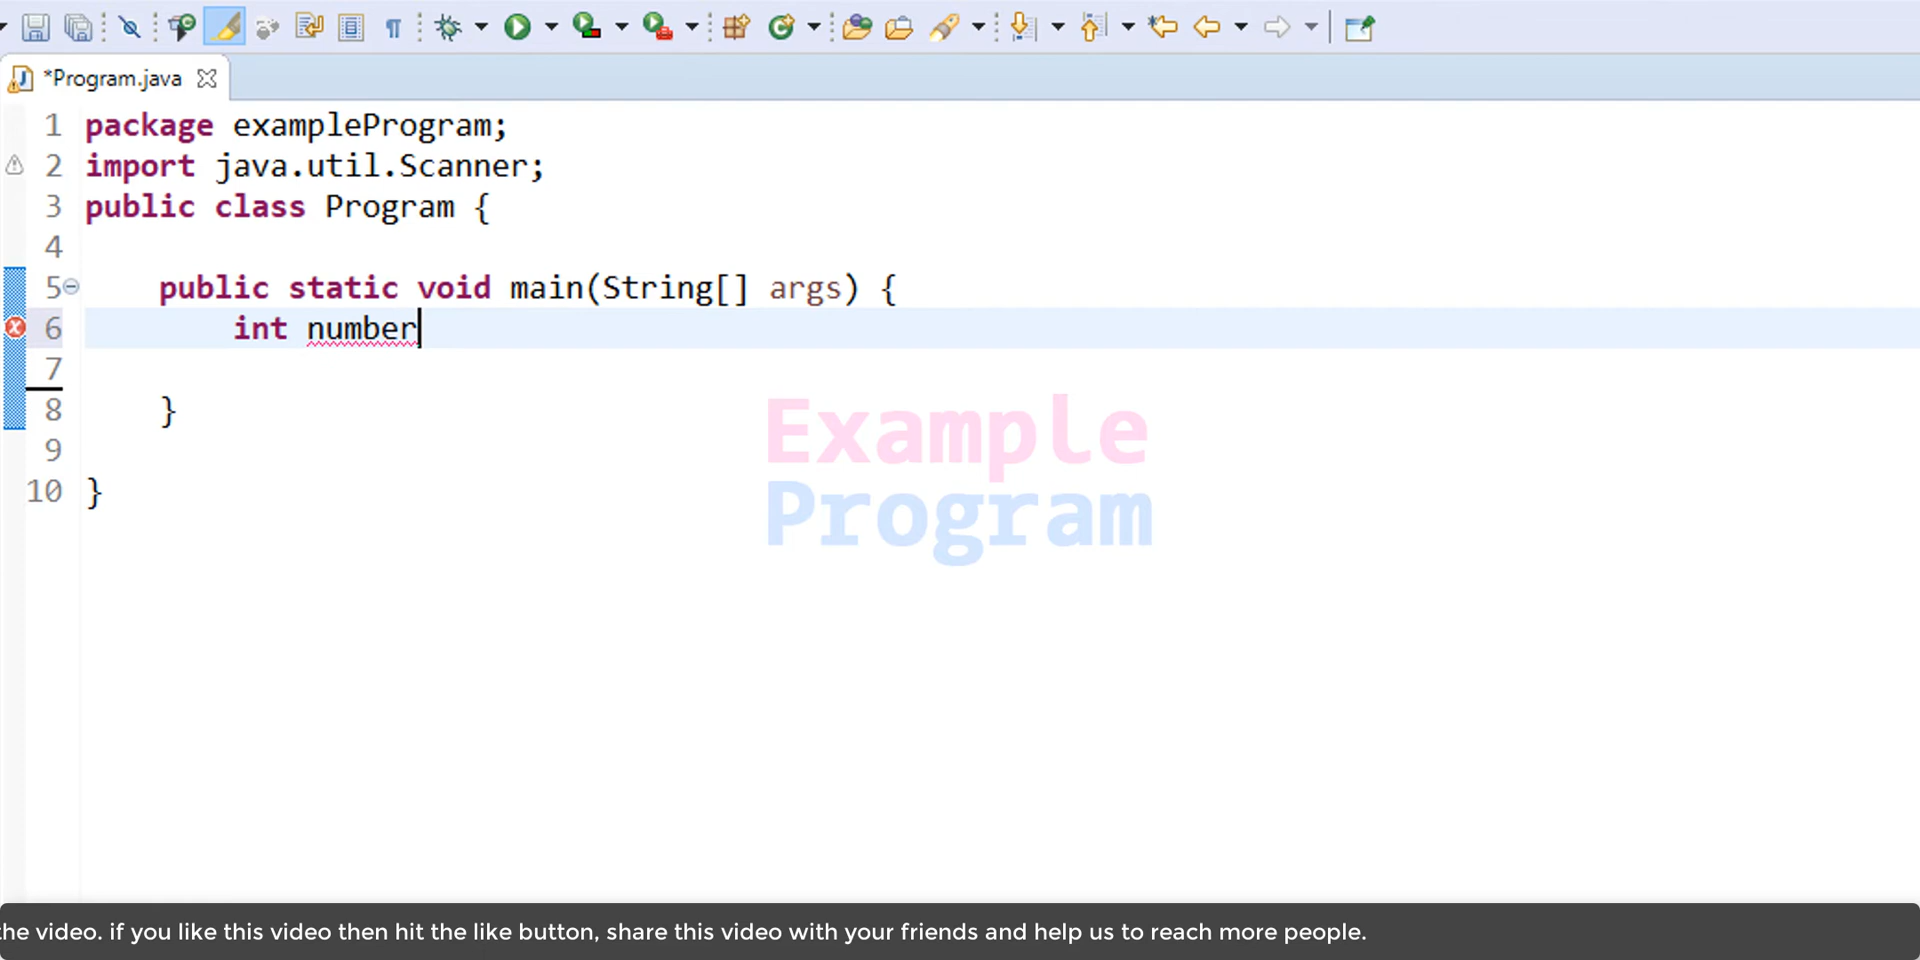 *Program.java
1 package exampleProgram;
2 import java.util.Scanner;
3 public class Program {
4
5 public static void main(String[] args) {
6 int number
7
8 }
9
10 }
Example
Program
he video. if you like this video then hit the like button, share this video with your friends and help us to reach more people.